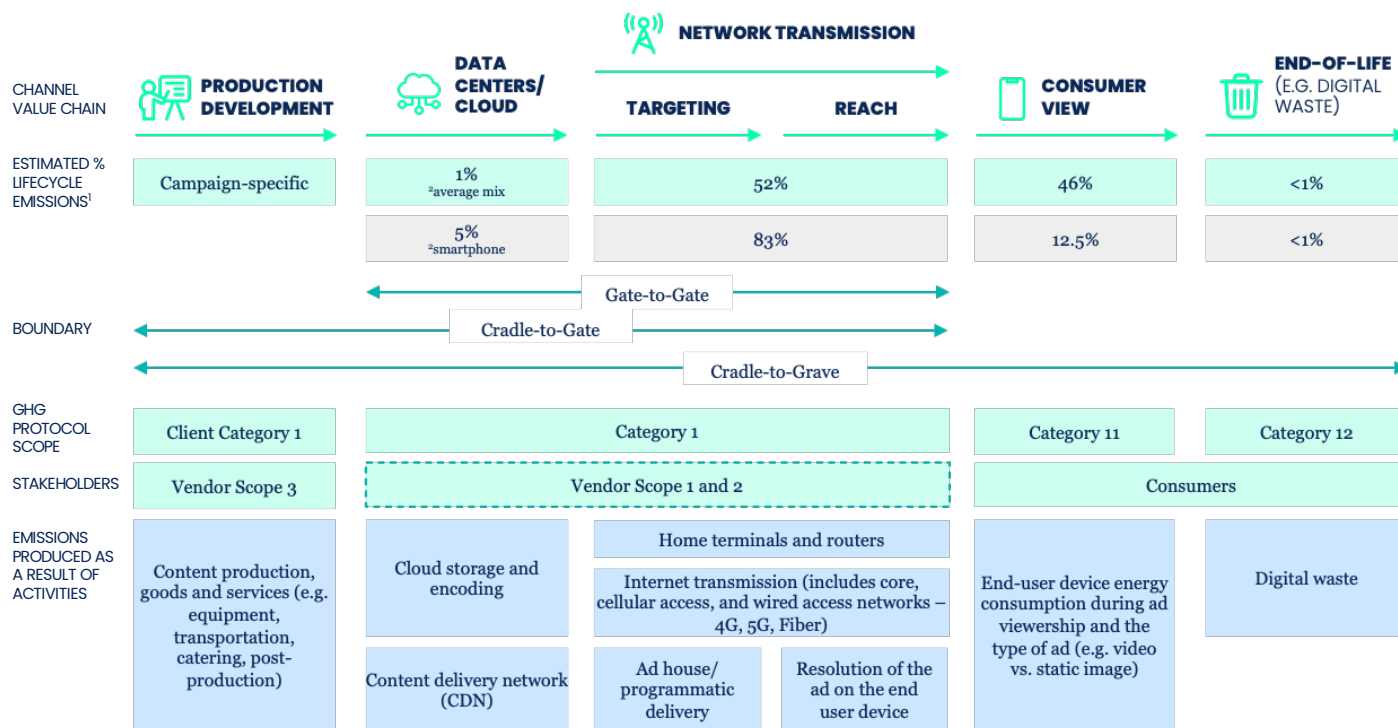 NETWORK TRANSMISSION
CHANNEL
VALUE CHAIN
PRODUCTION
DEVELOPMENT
DATA
CENTERS/
CLOUD
TARGETING
REACH
CONSUMER
VIEW
END-OF-LIFE
(E.G. DIGITAL
WASTE)
ESTIMATED %
LIFECYCLE
EMISSIONS¹
Campaign-specific
1%
²average mix
52%
46%
<1%
5%
²smartphone
83%
12.5%
<1%
BOUNDARY
Gate-to-Gate
Cradle-to-Gate
Cradle-to-Grave
GHG
PROTOCOL
SCOPE
Client Category 1
Category 1
Category 11
Category 12
STAKEHOLDERS
Vendor Scope 3
Vendor Scope 1 and 2
Consumers
EMISSIONS
PRODUCED AS
A RESULT OF
ACTIVITIES
Content production,
goods and services (e.g.
equipment,
transportation,
catering, post-
production)
Cloud storage and
encoding
Content delivery network
(CDN)
Home terminals and routers
Internet transmission (includes core,
cellular access, and wired access networks –
4G, 5G, Fiber)
Ad house/
programmatic
delivery
Resolution of the
ad on the end
user device
End-user device energy
consumption during ad
viewership and the
type of ad (e.g. video
vs. static image)
Digital waste